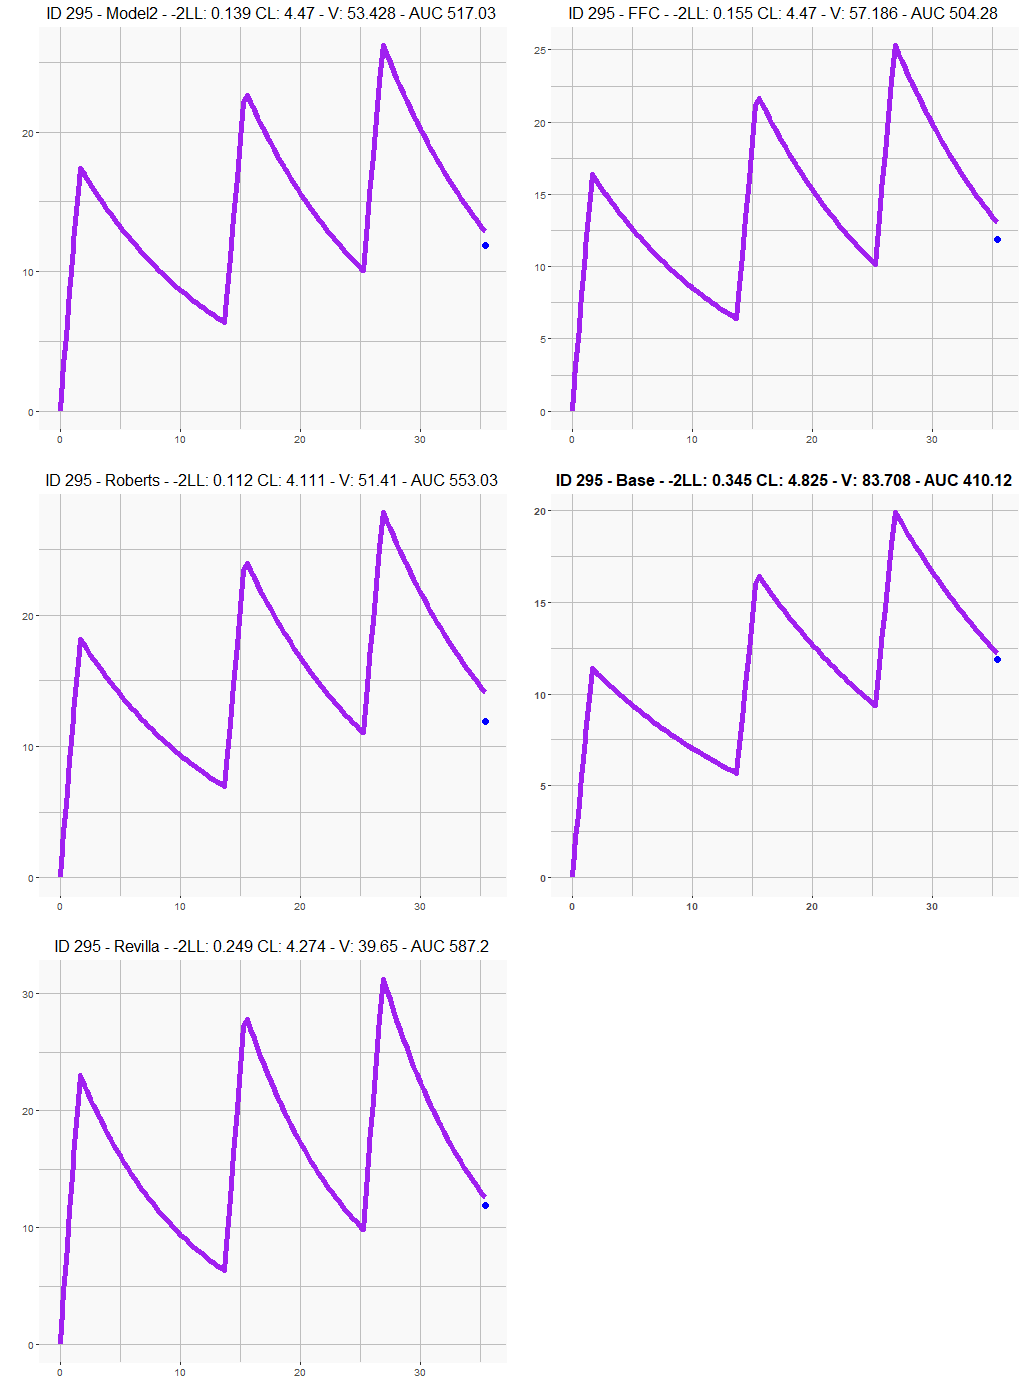 ID 295 - Model2 - -2LL: 0.139 CL: 4.47 - V: 53.428 - AUC 517.03
20
10
0
0 10 20 30
ID 295 - FFC - -2LL: 0.155 CL: 4.47 - V: 57.186 - AUC 504.28
25
20
15
10
5
0
0 10 20 30
ID 295 - Roberts - -2LL: 0.112 CL: 4.111 - V: 51.41 - AUC 553.03
20
10
0
0 10 20 30
ID 295 - Base - -2LL: 0.345 CL: 4.825 - V: 83.708 - AUC 410.12
20
15
10
5
0
0 10 20 30
ID 295 - Revilla - -2LL: 0.249 CL: 4.274 - V: 39.65 - AUC 587.2
30
20
10
0
0 10 20 30